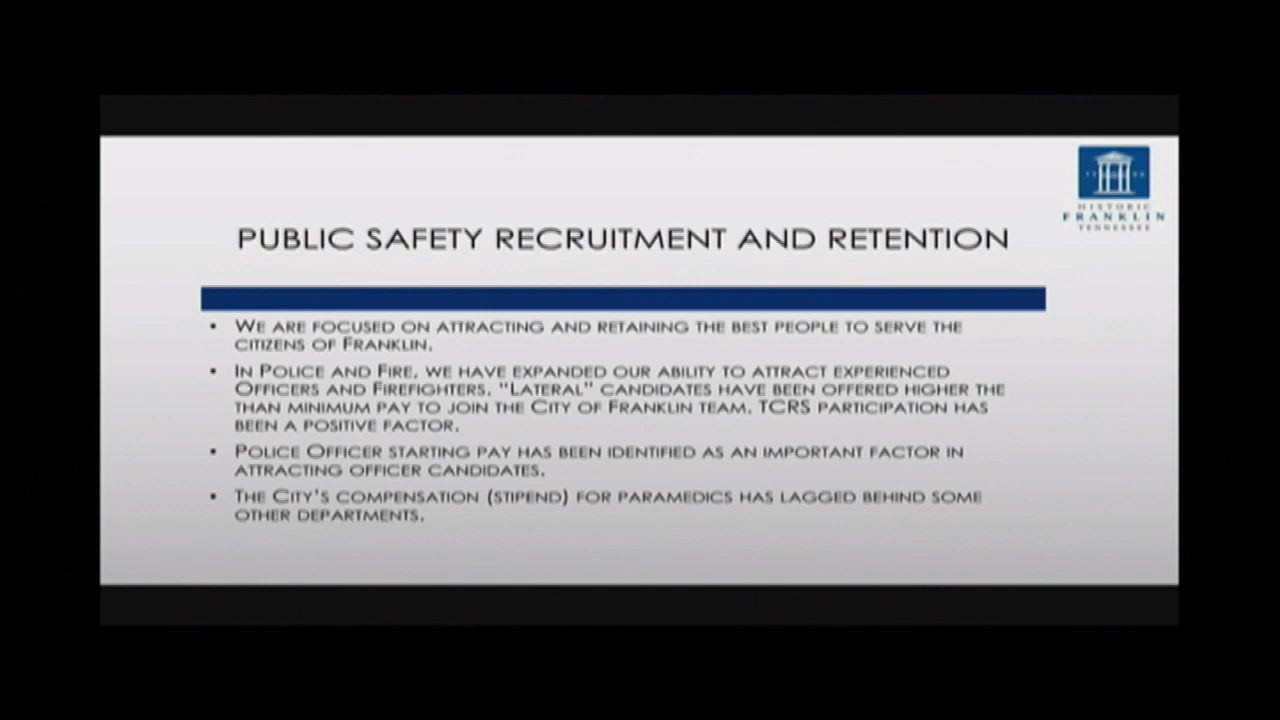 HISTORIC
FRANKLIN
TENNESSEE
PUBLIC SAFETY RECRUITMENT AND RETENTION
• WE ARE FOCUSED ON ATTRACTING AND RETAINING THE BEST PEOPLE TO SERVE THE
CITIZENS OF FRANKLIN.
• IN POLICE AND FIRE, WE HAVE EXPANDED OUR ABILITY TO ATTRACT EXPERIENCED
OFFICERS AND FIREFIGHTERS. "LATERAL" CANDIDATES HAVE BEEN OFFERED HIGHER THE
THAN MINIMUM PAY TO JOIN THE CITY OF FRANKLIN TEAM. TCRS PARTICIPATION HAS
BEEN A POSITIVE FACTOR.
• POLICE OFFICER STARTING PAY HAS BEEN IDENTIFIED AS AN IMPORTANT FACTOR IN
ATTRACTING OFFICER CANDIDATES.
• THE CITY'S COMPENSATION (STIPEND) FOR PARAMEDICS HAS LAGGED BEHIND SOME
OTHER DEPARTMENTS.